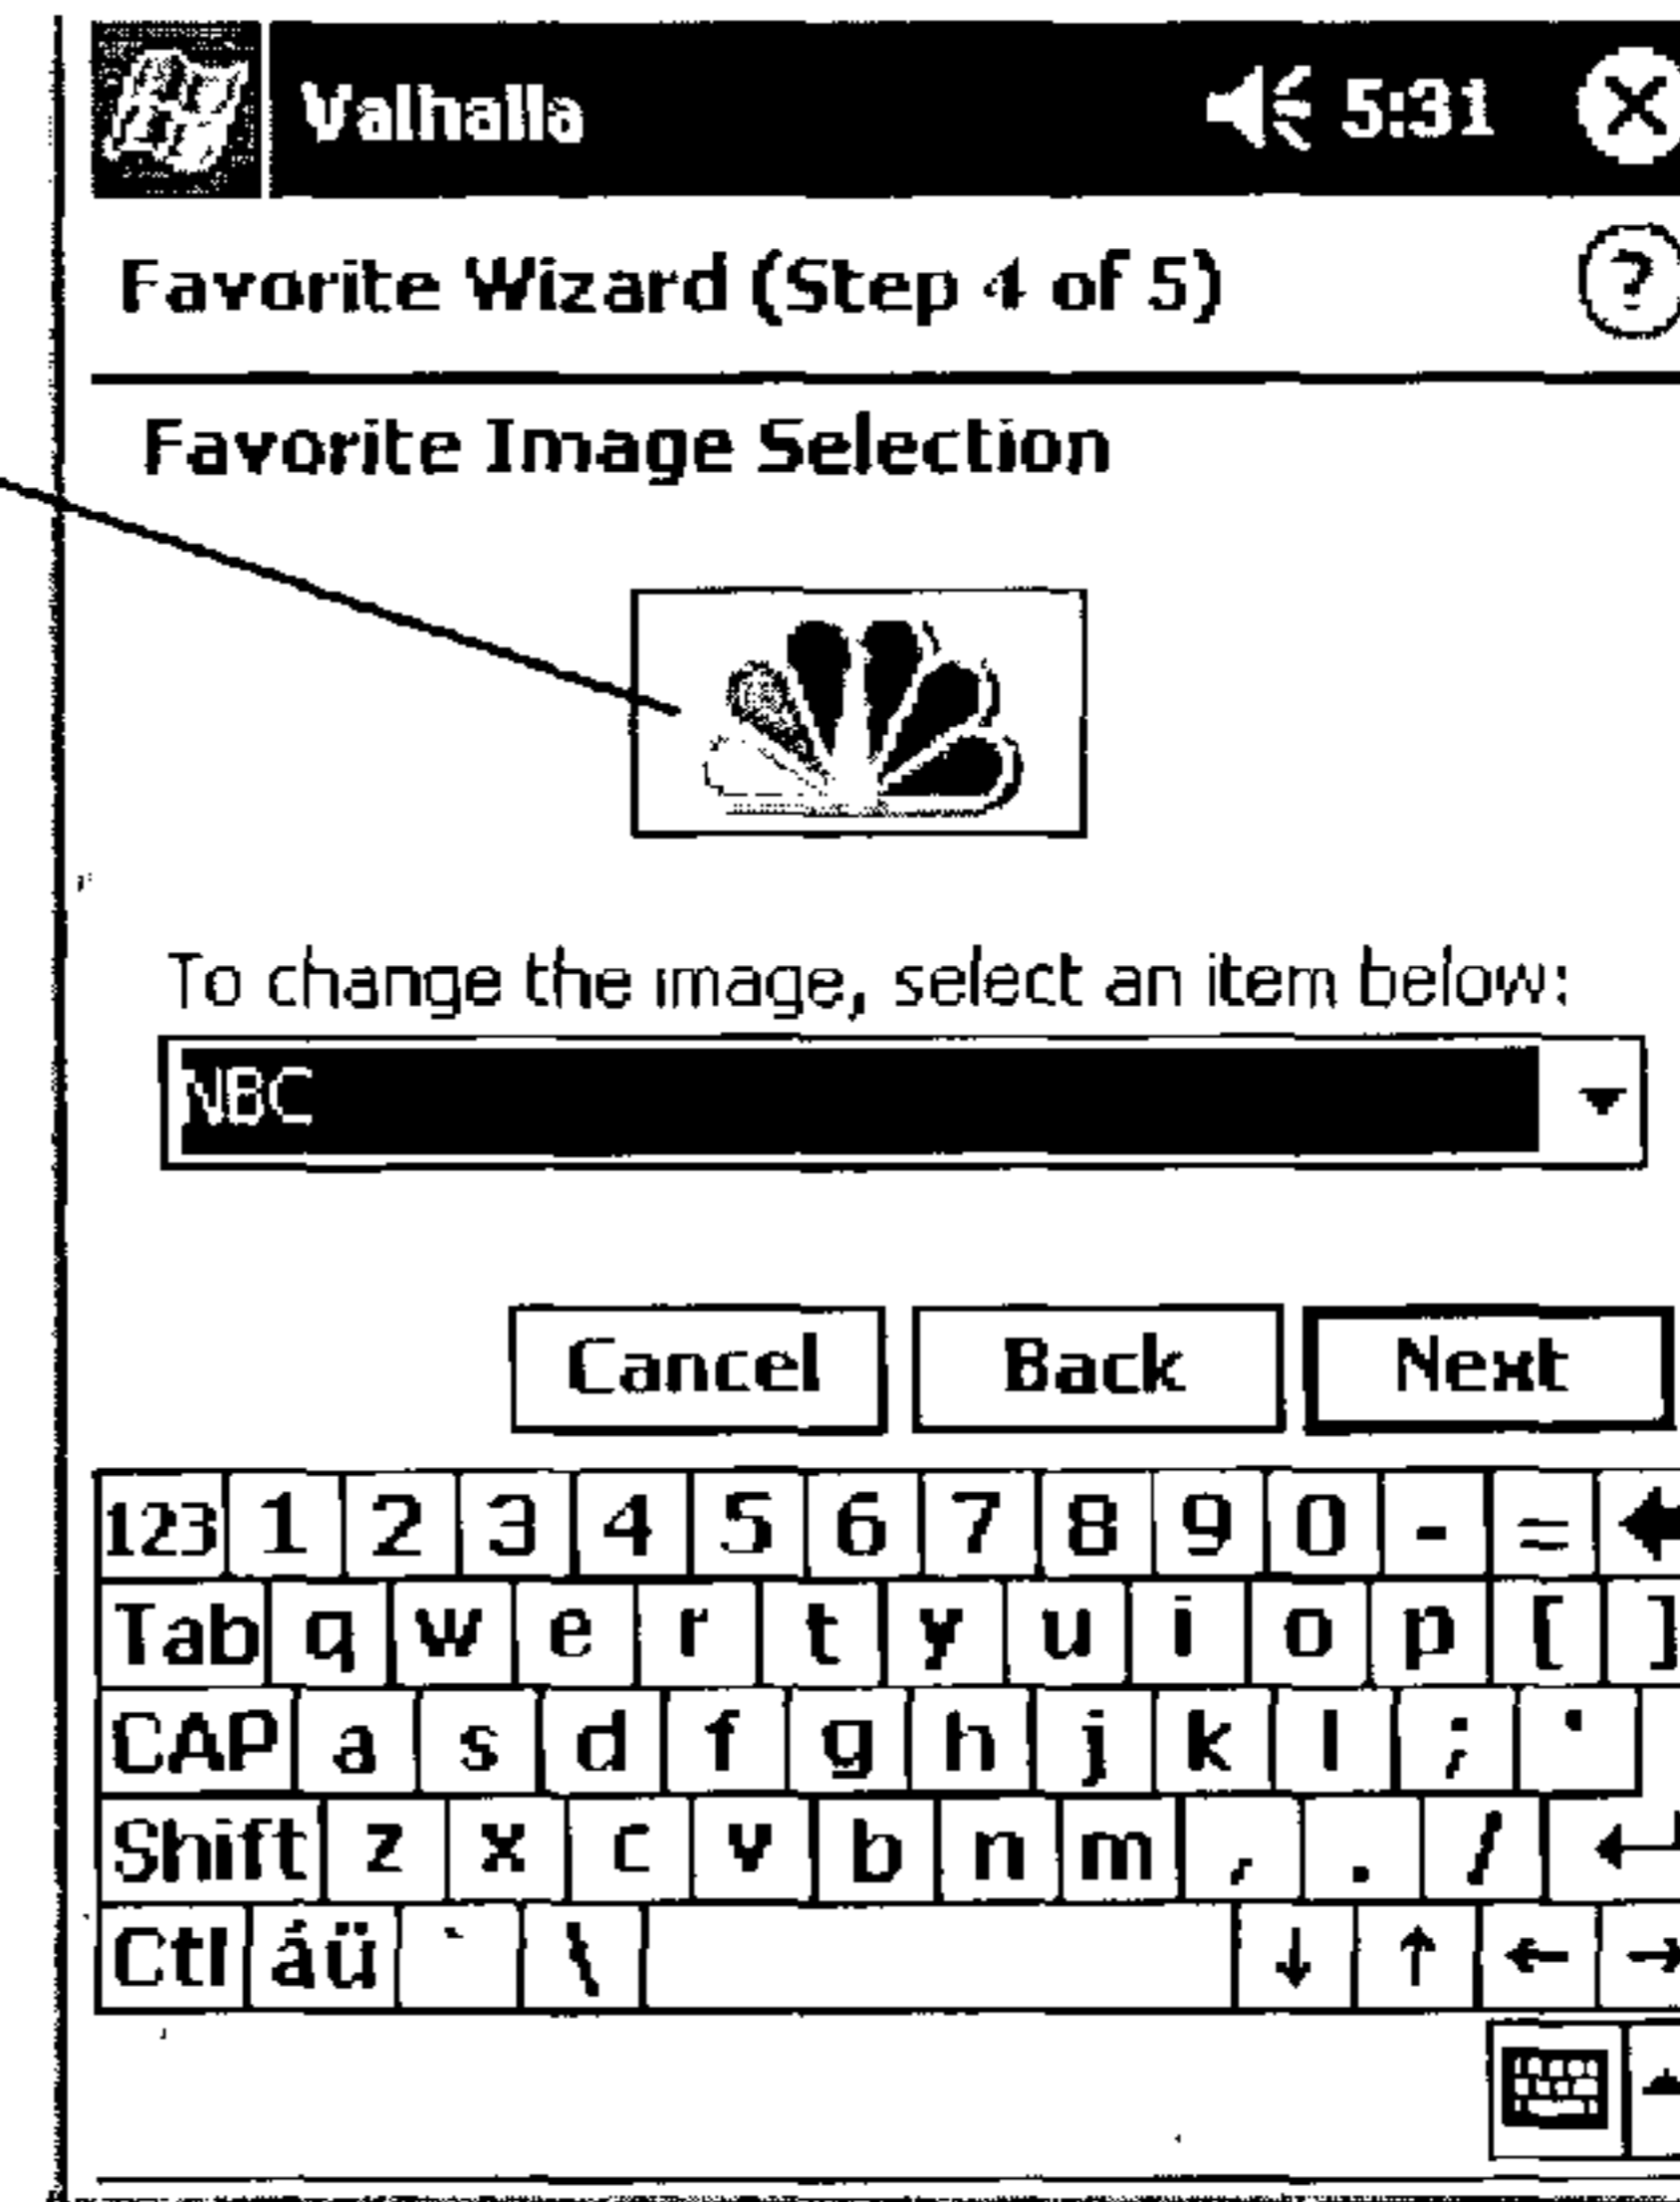 Valhalla 5:31
Favorite Wizard (Step 4 of 5) ?
Favorite Image Selection
To change the image, select an item below:
NBC
Cancel Back Next
123 1 2 3 4 5 6 7 8 9 0 - =
Tab q w e r t y u i o p [ ]
CAP a s d f g h j k l ; '
Shift z x c v b n m , . /
Ctl áü ` \ ↓ ↑ ← →